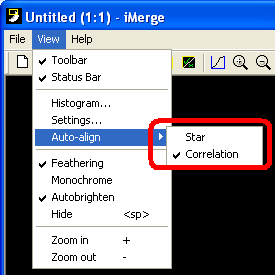 Untitled (1:1) - iMerge
File View Help
Toolbar
Status Bar
Histogram...
Settings...
Auto-align
Star
Correlation
Feathering
Monochrome
Autobrighten
Hide <sp>
Zoom in +
Zoom out -